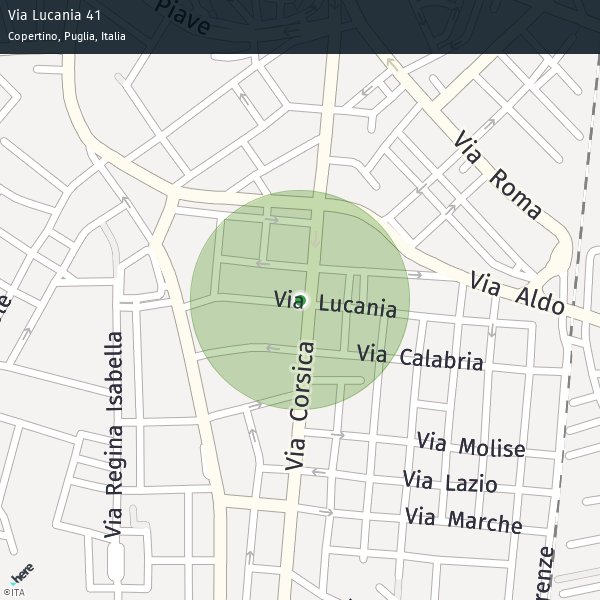 Via Lucania 41
Copertino, Puglia, Italia
Piave
Via Roma
Via Aldo
Via Lucania
Via Calabria
Via Corsica
Via Regina Isabella
Via Molise
Via Lazio
Via Marche
here
©ITA